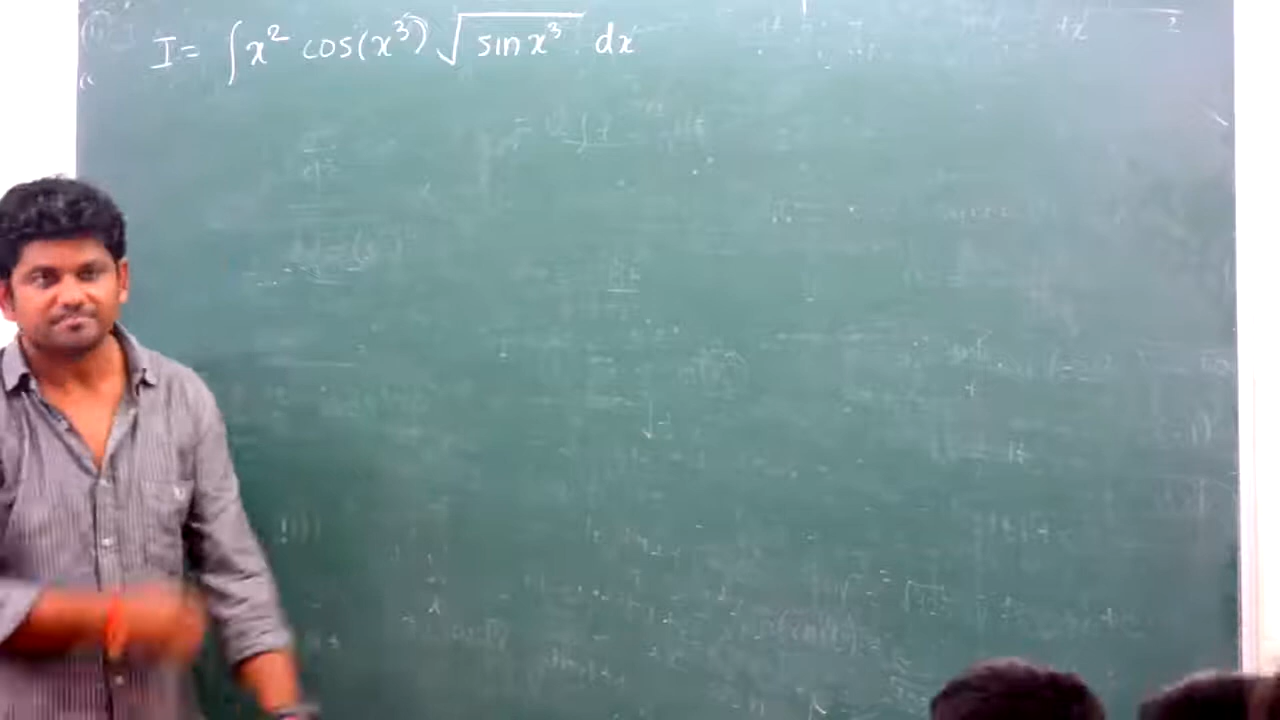 I = ∫ x² cos(x³) √(sin x³) dx